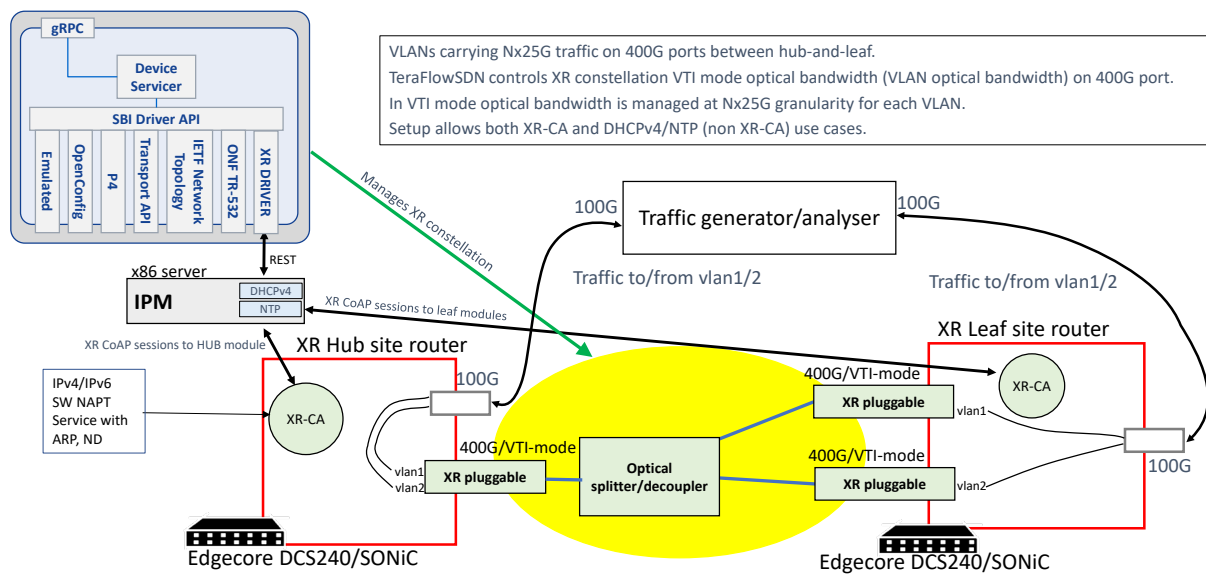 gRPC
Device
Servicer
SBI Driver API
Emulated
OpenConfig
P4
Transport API
IETF Network
Topology
ONF TR-532
XR DRIVER
VLANs carrying Nx25G traffic on 400G ports between hub-and-leaf.
TeraFlowSDN controls XR constellation VTI mode optical bandwidth (VLAN optical bandwidth) on 400G port.
In VTI mode optical bandwidth is managed at Nx25G granularity for each VLAN.
Setup allows both XR-CA and DHCPv4/NTP (non XR-CA) use cases.
Manages XR constellation
100G
Traffic generator/analyser
100G
REST
x86 server
IPM
DHCPv4
NTP
Traffic to/from vlan1/2
Traffic to/from vlan1/2
XR CoAP sessions to leaf modules
XR CoAP sessions to HUB module
XR Hub site router
XR Leaf site router
IPv4/IPv6
SW NAPT
Service with
ARP, ND
XR-CA
100G
400G/VTI-mode
vlan1
vlan2
XR pluggable
Optical
splitter/decoupler
400G/VTI-mode
XR pluggable
vlan1
XR-CA
400G/VTI-mode
XR pluggable
vlan2
100G
Edgecore DCS240/SONiC
Edgecore DCS240/SONiC